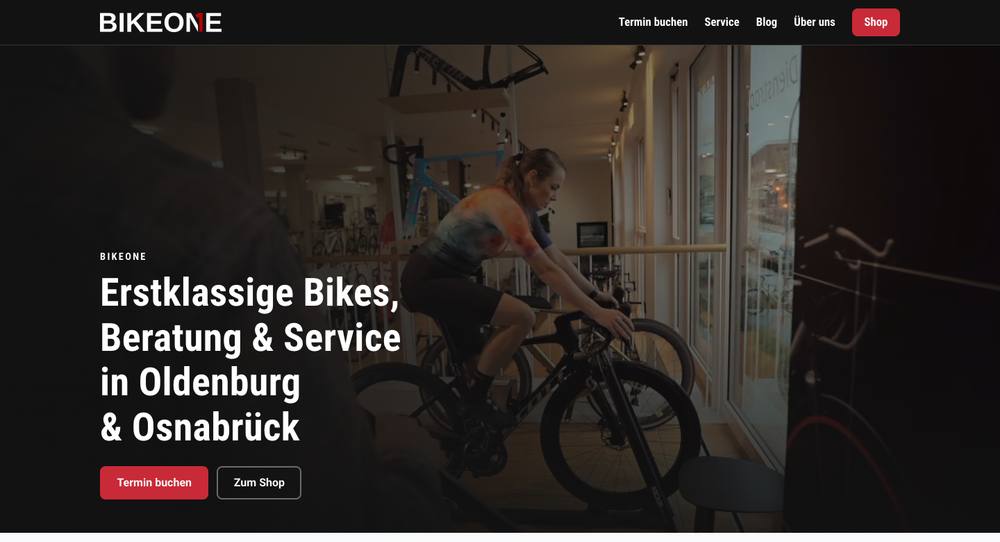 BIKEONE
Termin buchen
Service
Blog
Über uns
Shop
BIKEONE
Erstklassige Bikes,
Beratung & Service
in Oldenburg
& Osnabrück
Termin buchen
Zum Shop